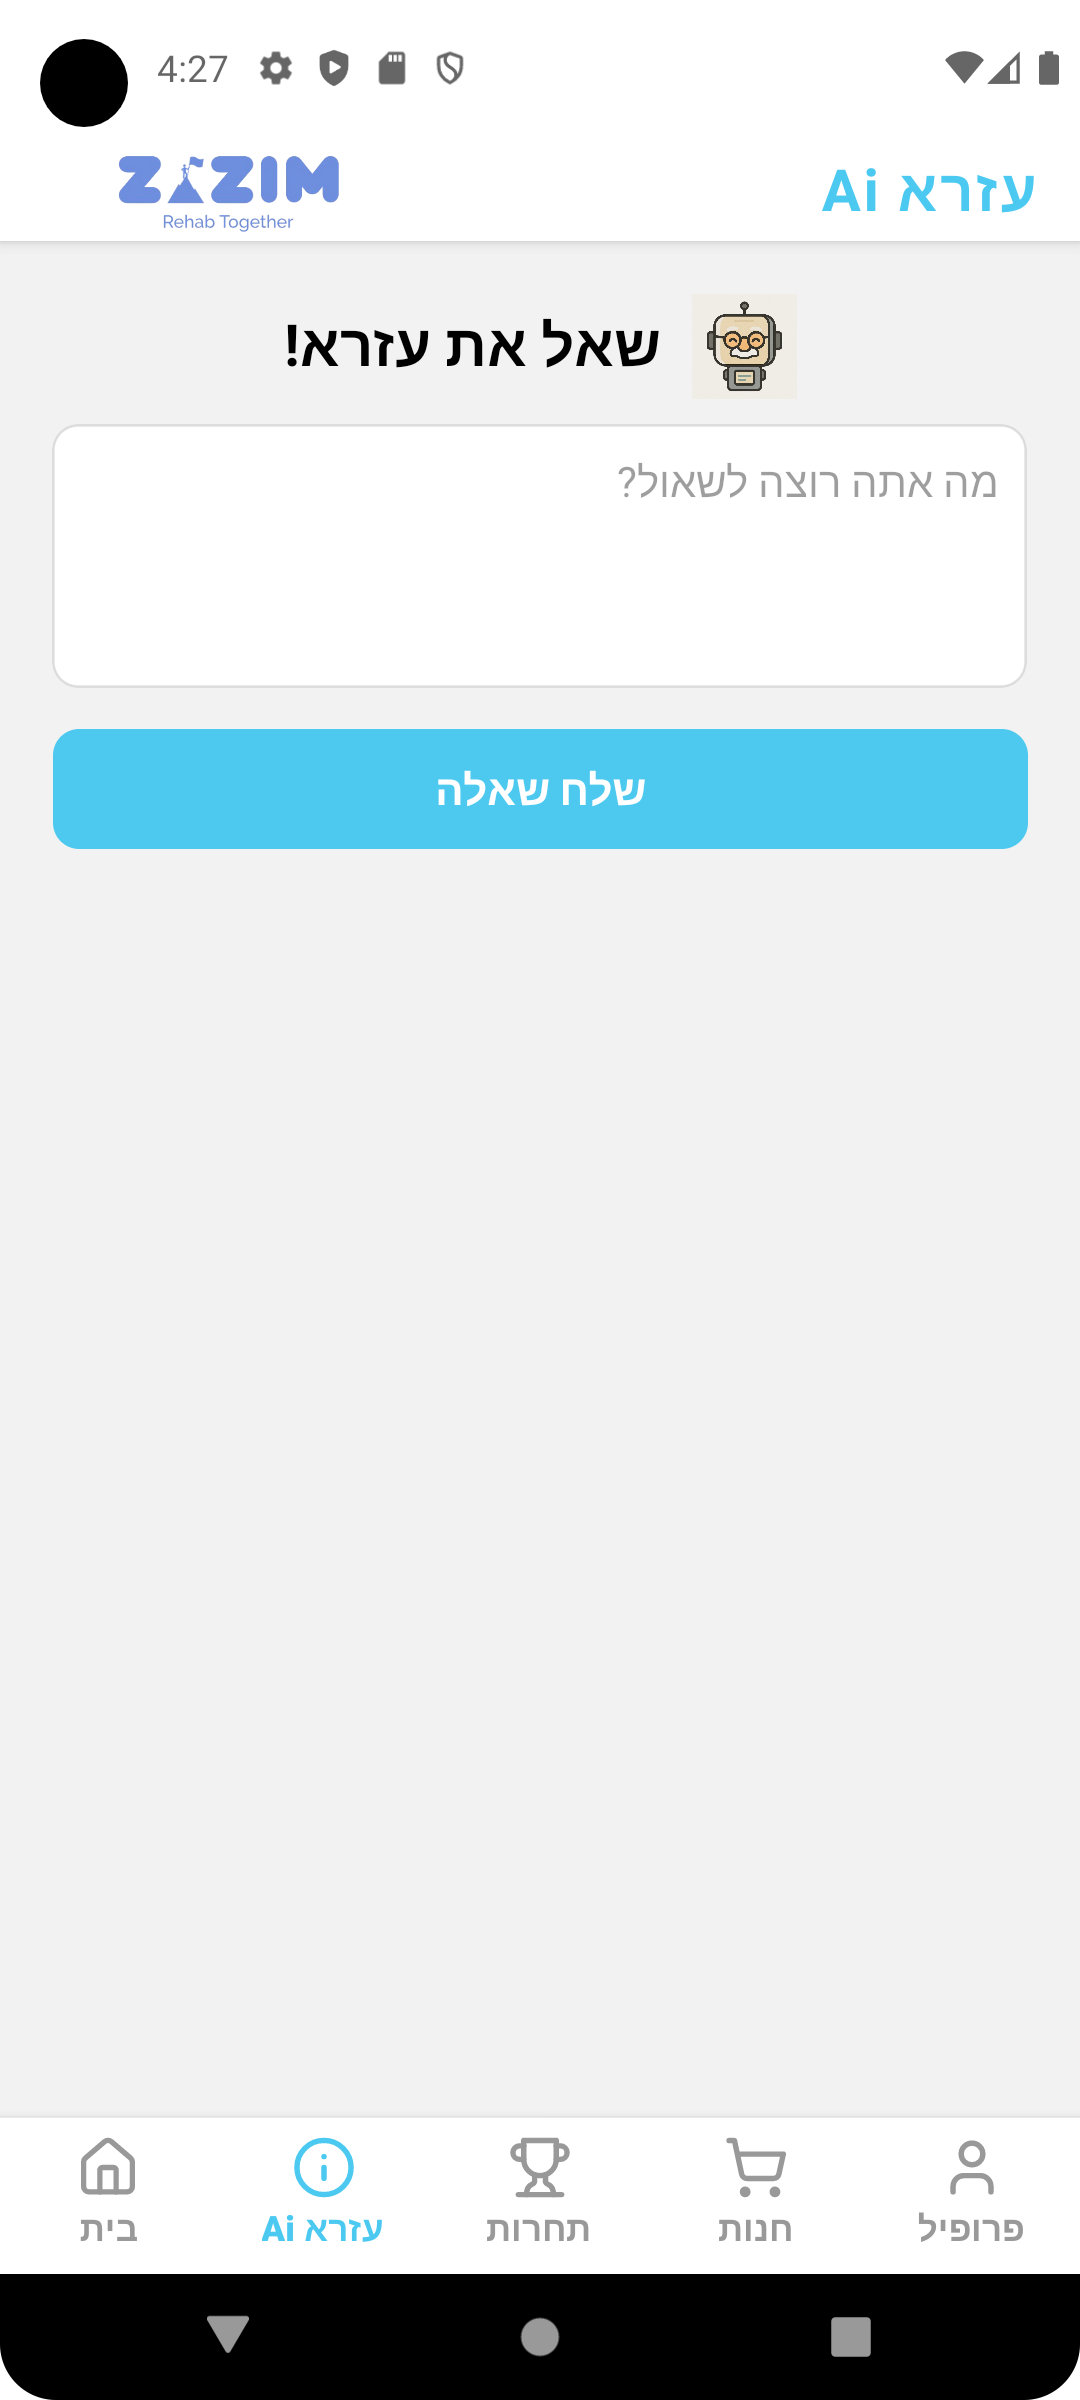 4:27
עזרא Ai
ZAZIM
Rehab Together
שאל את עזרא!
מה אתה רוצה לשאול?
שלח שאלה
פרופיל
חנות
תחרות
עזרא Ai
בית